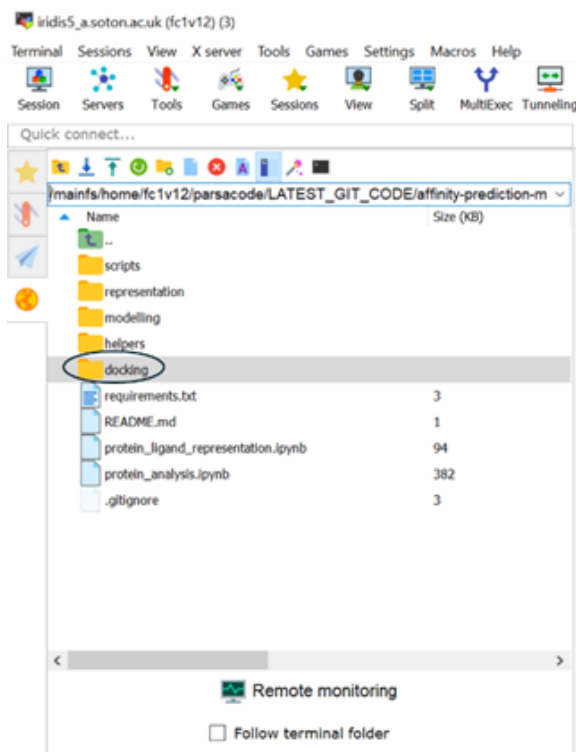 iridis5_a.soton.ac.uk (fc1v12) (3)
Terminal Sessions View X server Tools Games Settings Macros Help
Session Servers Tools Games Sessions View Split MultiExec Tunneling
Quick connect...
/mainfs/home/fc1v12/parsacode/LATEST_GIT_CODE/affinity-prediction-m
Name Size (KB)
..
scripts
representation
modelling
helpers
docking
requirements.txt 3
README.md 1
protein_ligand_representation.ipynb 94
protein_analysis.ipynb 382
.gitignore 3
Remote monitoring
Follow terminal folder